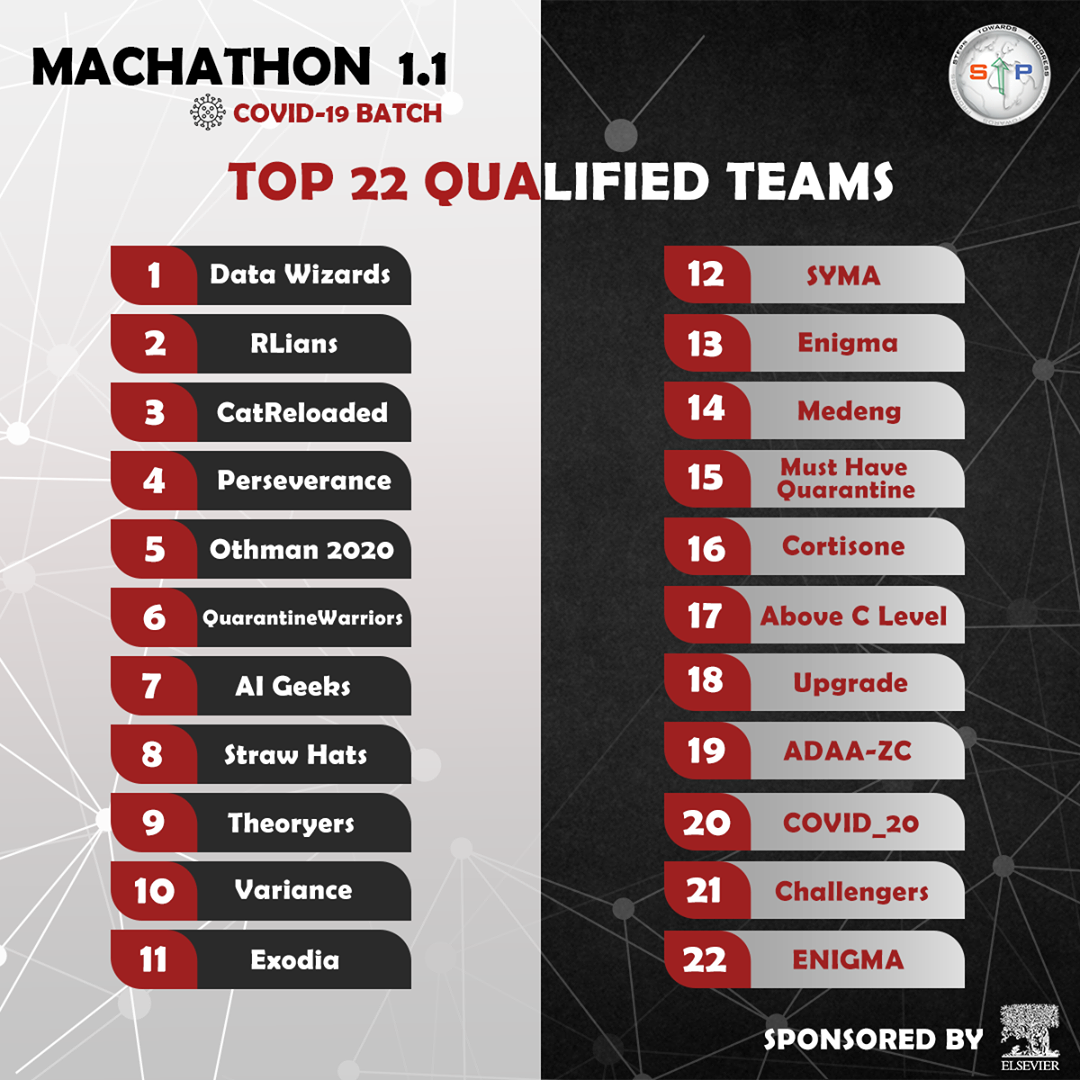 MACHATHON 1.1
COVID-19 BATCH
STEPS TOWARDS PROGRESS
S T P
TOP 22 QUALIFIED TEAMS
1 Data Wizards
2 RLians
3 CatReloaded
4 Perseverance
5 Othman 2020
6 QuarantineWarriors
7 AI Geeks
8 Straw Hats
9 Theoryers
10 Variance
11 Exodia
12 SYMA
13 Enigma
14 Medeng
15 Must Have
Quarantine
16 Cortisone
17 Above C Level
18 Upgrade
19 ADAA-ZC
20 COVID_20
21 Challengers
22 ENIGMA
SPONSORED BY
ELSEVIER